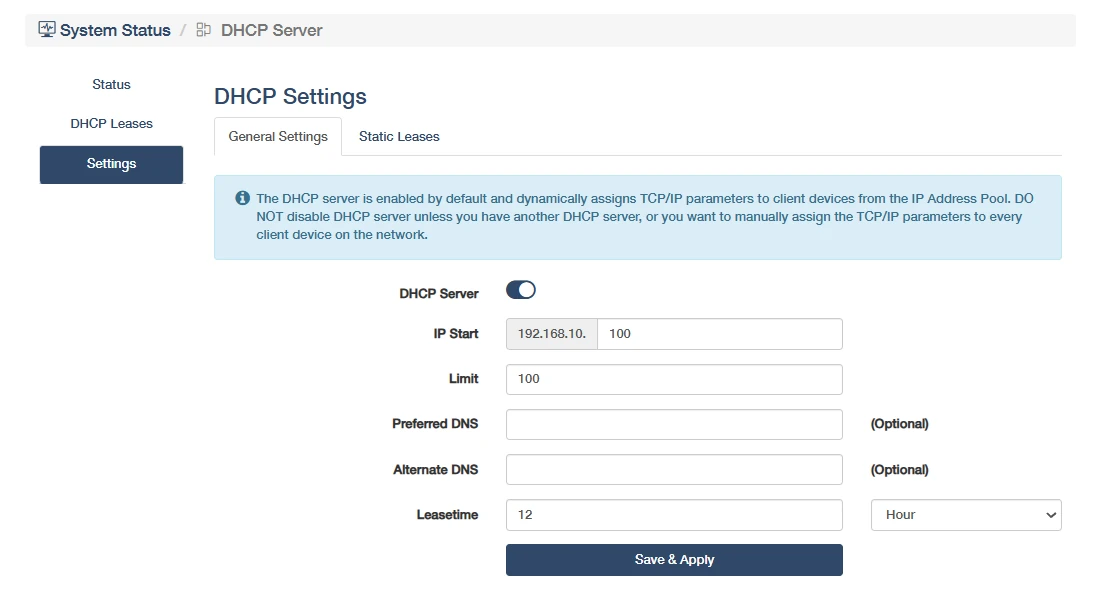 System Status / DHCP Server
Status
DHCP Leases
Settings
DHCP Settings
General Settings
Static Leases
The DHCP server is enabled by default and dynamically assigns TCP/IP parameters to client devices from the IP Address Pool. DO
NOT disable DHCP server unless you have another DHCP server, or you want to manually assign the TCP/IP parameters to every
client device on the network.
DHCP Server
IP Start 192.168.10. 100
Limit 100
Preferred DNS (Optional)
Alternate DNS (Optional)
Leasetime 12 Hour
Save & Apply